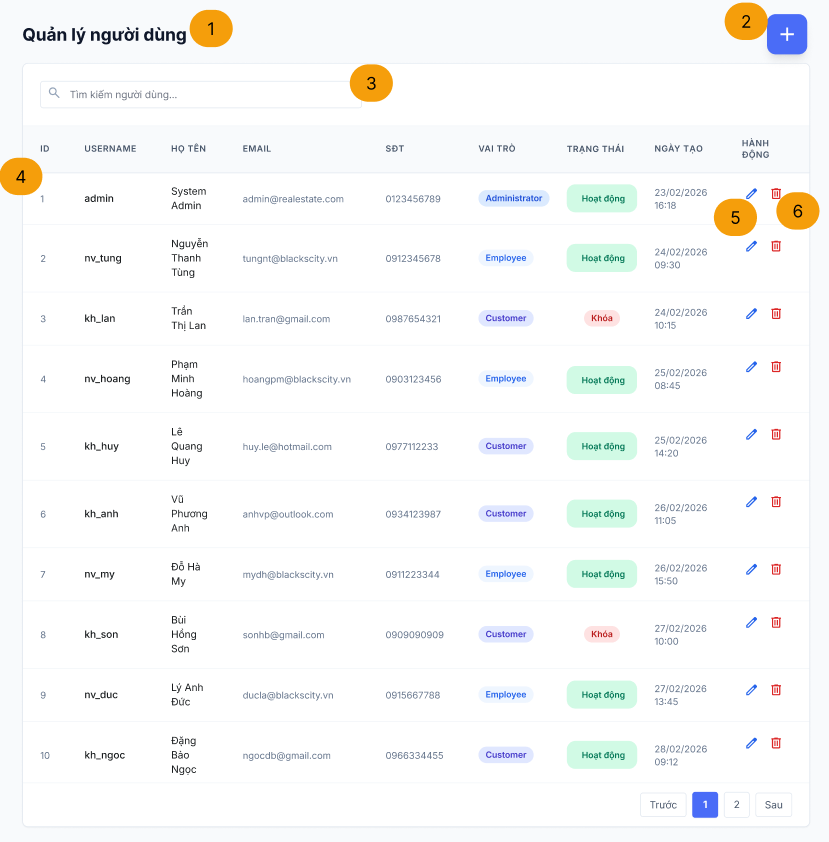 Quản lý người dùng 1 2 +
Tìm kiếm người dùng... 3
ID USERNAME HỌ TÊN EMAIL SĐT VAI TRÒ TRẠNG THÁI NGÀY TẠO HÀNH
ĐỘNG
4
1 admin System
Admin
admin@realestate.com 0123456789 Administrator Hoạt động 23/02/2026
16:18
5 6
2 nv_tung Nguyễn
Thanh
Tùng
tungnt@blackscity.vn 0912345678 Employee Hoạt động 24/02/2026
09:30
3 kh_lan Trần
Thị Lan
lan.tran@gmail.com 0987654321 Customer Khóa 24/02/2026
10:15
4 nv_hoang Phạm
Minh
Hoàng
hoangpm@blackscity.vn 0903123456 Employee Hoạt động 25/02/2026
08:45
5 kh_huy Lê
Quang
Huy
huy.le@hotmail.com 0977112233 Customer Hoạt động 25/02/2026
14:20
6 kh_anh Vũ
Phương
Anh
anhvp@outlook.com 0934123987 Customer Hoạt động 26/02/2026
11:05
7 nv_my Đỗ Hà
My
mydh@blackscity.vn 0911223344 Employee Hoạt động 26/02/2026
15:50
8 kh_son Bùi
Hồng
Sơn
sonhb@gmail.com 0909090909 Customer Khóa 27/02/2026
10:00
9 nv_duc Lý Anh
Đức
ducla@blackscity.vn 0915667788 Employee Hoạt động 27/02/2026
13:45
10 kh_ngoc Đặng
Bảo
Ngọc
ngocdb@gmail.com 0966334455 Customer Hoạt động 28/02/2026
09:12
Trước 1 2 Sau